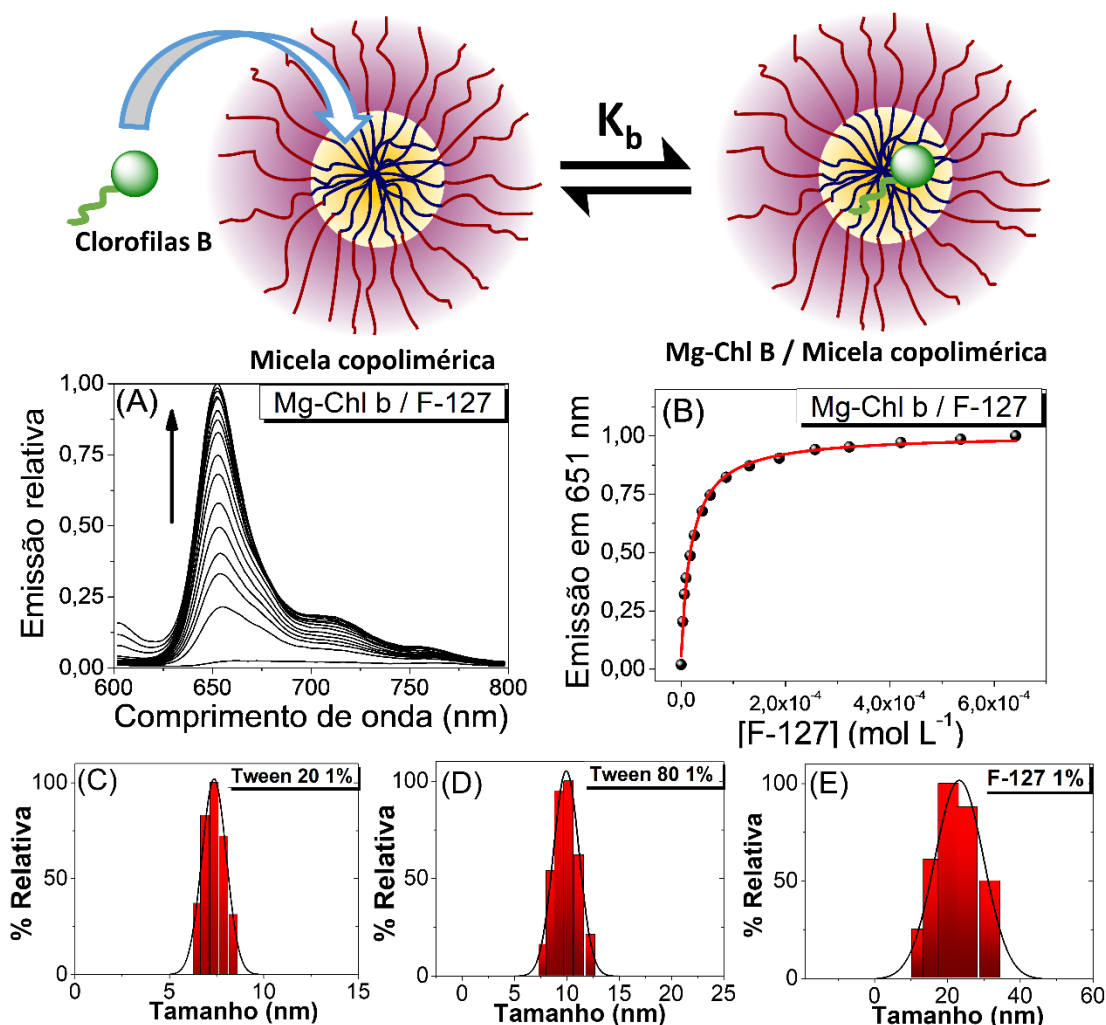 K_b
Clorofilas B
Micela copolimérica
Mg-Chl B / Micela copolimérica
(A)
Mg-Chl b / F-127
1,00
0,75
0,50
0,25
0,00
Emissão relativa
600 650 700 750 800
Comprimento de onda (nm)
(B)
Mg-Chl b / F-127
1,00
0,75
0,50
0,25
0,00
Emissão em 651 nm
0,0 2,0x10⁻⁴ 4,0x10⁻⁴ 6,0x10⁻⁴
[F-127] (mol L⁻¹)
(C)
Tween 20 1%
100
50
0
% Relativa
0 5 10 15
Tamanho (nm)
(D)
Tween 80 1%
100
50
0
% Relativa
0 5 10 15 20 25
Tamanho (nm)
(E)
F-127 1%
100
50
0
% Relativa
0 20 40 60
Tamanho (nm)